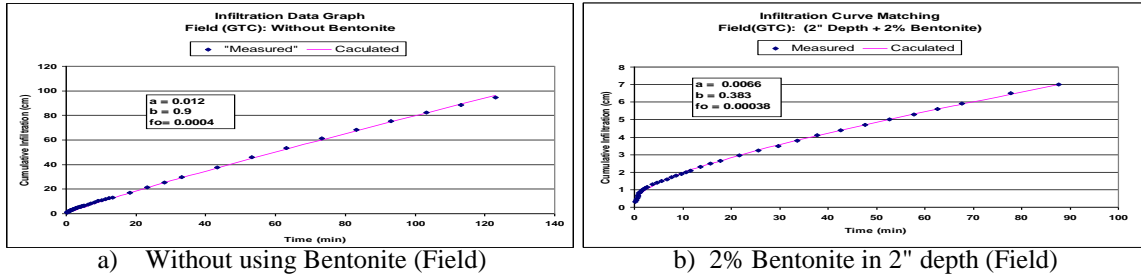 Infiltration Data Graph
Field (GTC): Without Bentonite
"Measured" Caculated
Cumulative Infiltration (cm)
120
100
80
60
40
20
0
a = 0.012
b = 0.9
fo= 0.0004
0 20 40 60 80 100 120 140
Time (min)
a) Without using Bentonite (Field)
Infiltration Curve Matching
Field(GTC): (2" Depth + 2% Bentonite)
Measured Caculated
Cumulative Infiltration (cm)
8
7
6
5
4
3
2
1
0
a = 0.0066
b = 0.383
fo = 0.00038
0 10 20 30 40 50 60 70 80 90 100
Time (min)
b) 2% Bentonite in 2" depth (Field)